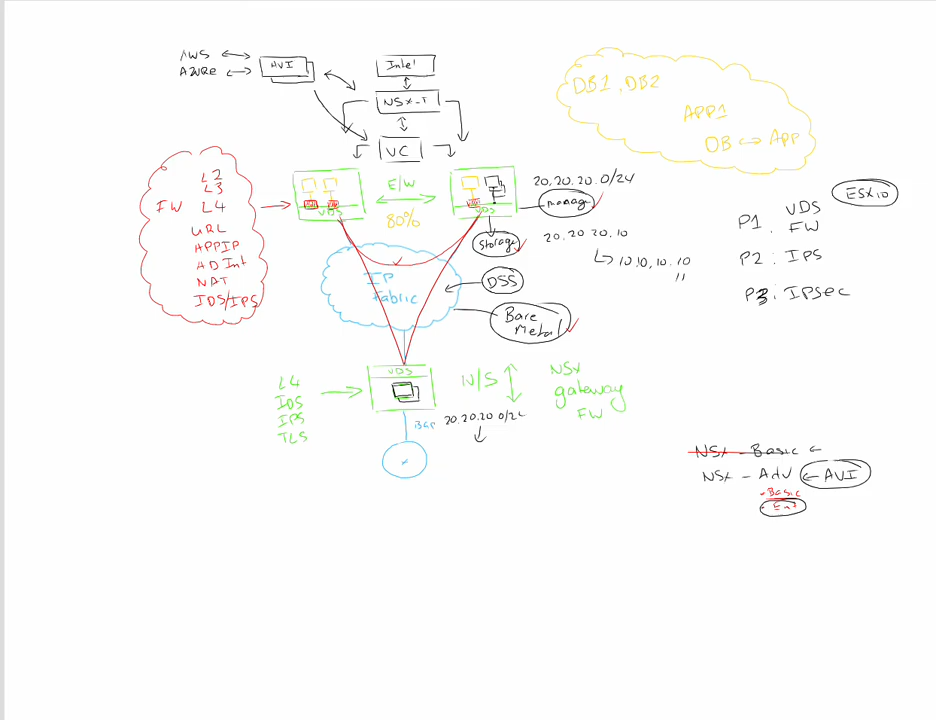 AWS
AZURE
AVI
Intel
NSX-T
VC
DB1, DB2
APP1
DB ↔ APP
L2
L3
FW L4
URL
APPIP
AD Int
NAT
IDS/IPS
VDS
E/W
80%
VDS
20.20.20.0/24
manage
Storage
20.20.20.10
10.10.10.10
11
DSS
Bare
Metal
IP
Fabric
ESXio
P1 VDS
FW
P2 : IPS
P3: IPSec
L4
IDS
IPS
TLS
VDS
N/S
NSX
gateway
FW
BGP
20.20.20.0/24
NSX - Basic
NSX - Adv
AVI
- Basic